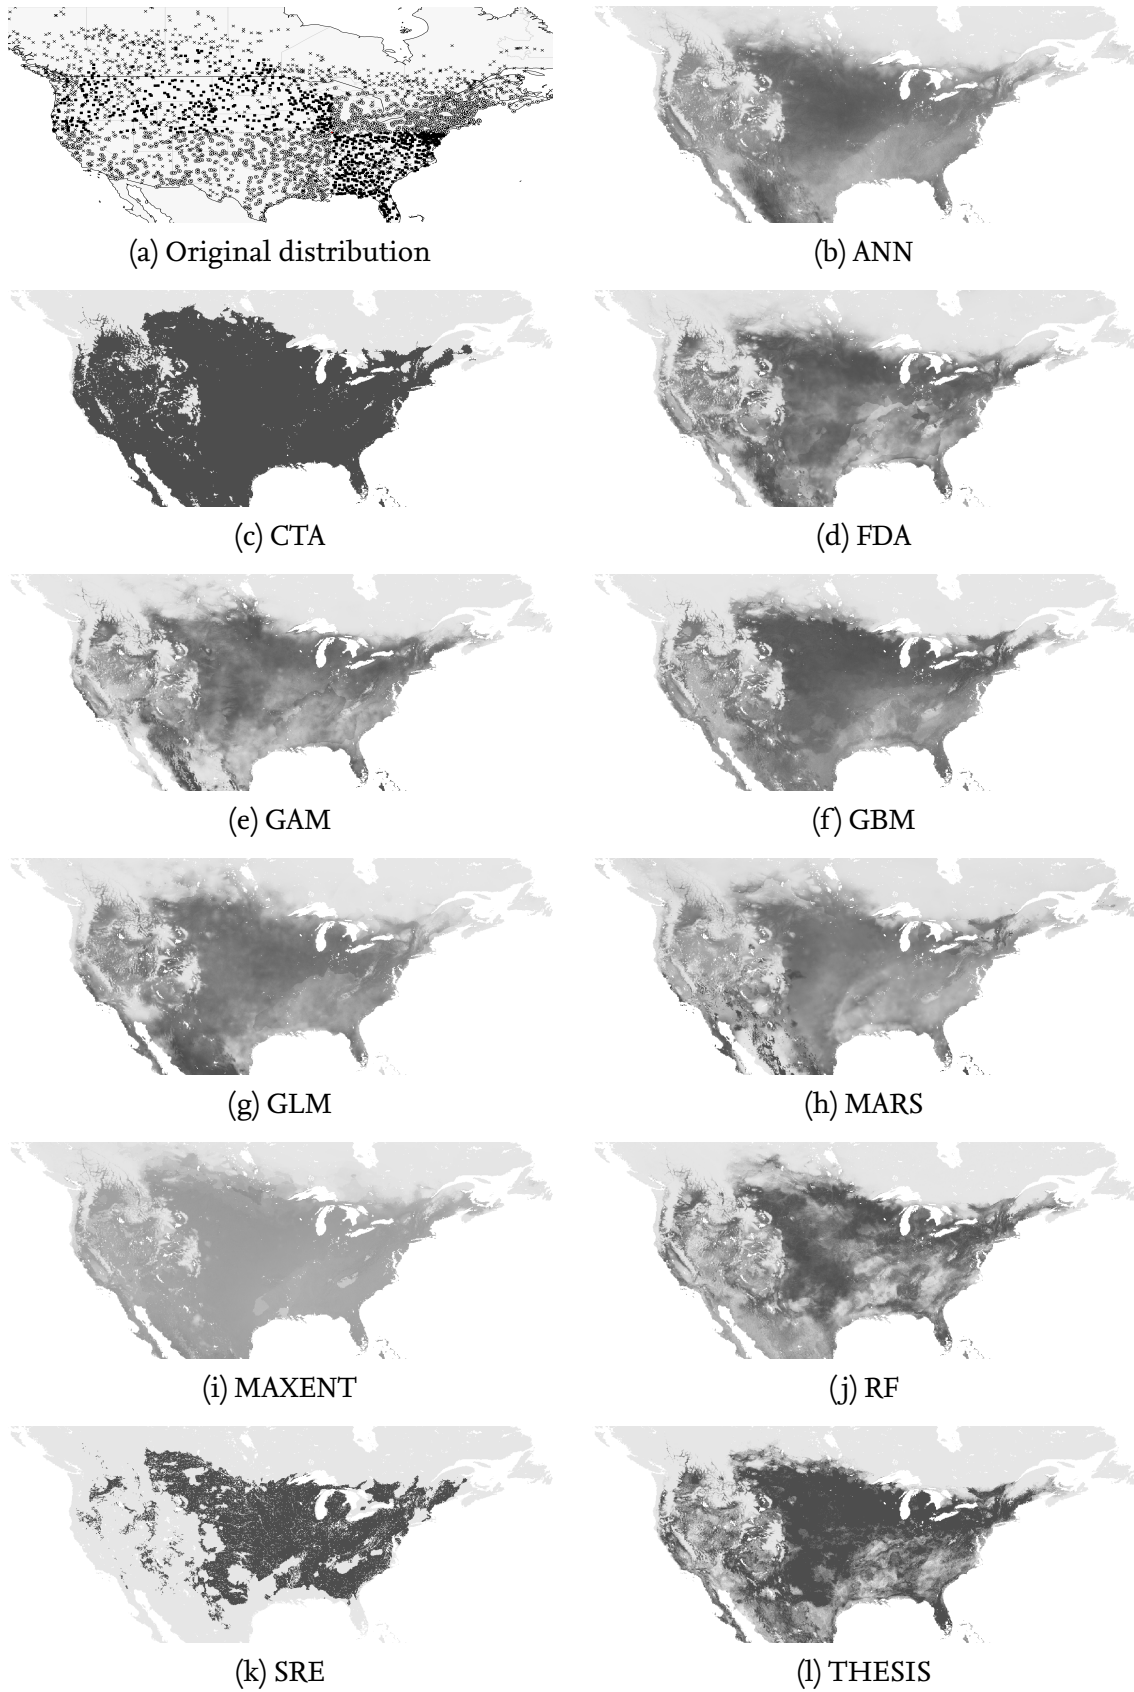 (a) Original distribution
(b) ANN
(c) CTA
(d) FDA
(e) GAM
(f) GBM
(g) GLM
(h) MARS
(i) MAXENT
(j) RF
(k) SRE
(l) THESIS